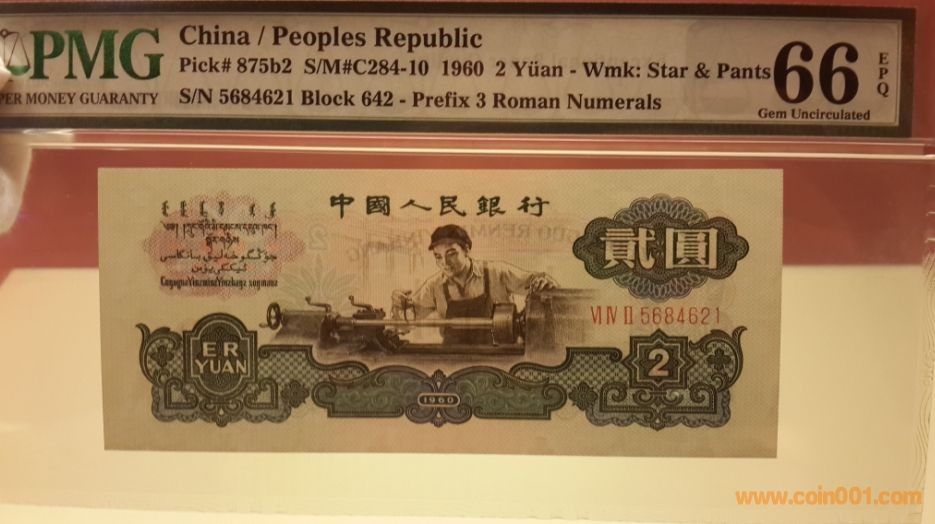 PMG
PER MONEY GUARANTY
China / Peoples Republic
Pick# 875b2 S/M#C284-10 1960 2 Yüan - Wmk: Star & Pants
S/N 5684621 Block 642 - Prefix 3 Roman Numerals
66
EPQ
Gem Uncirculated
中國人民銀行
貳圓
VI IV II 5684621
ER
YUAN
2
1960
www.coin001.com